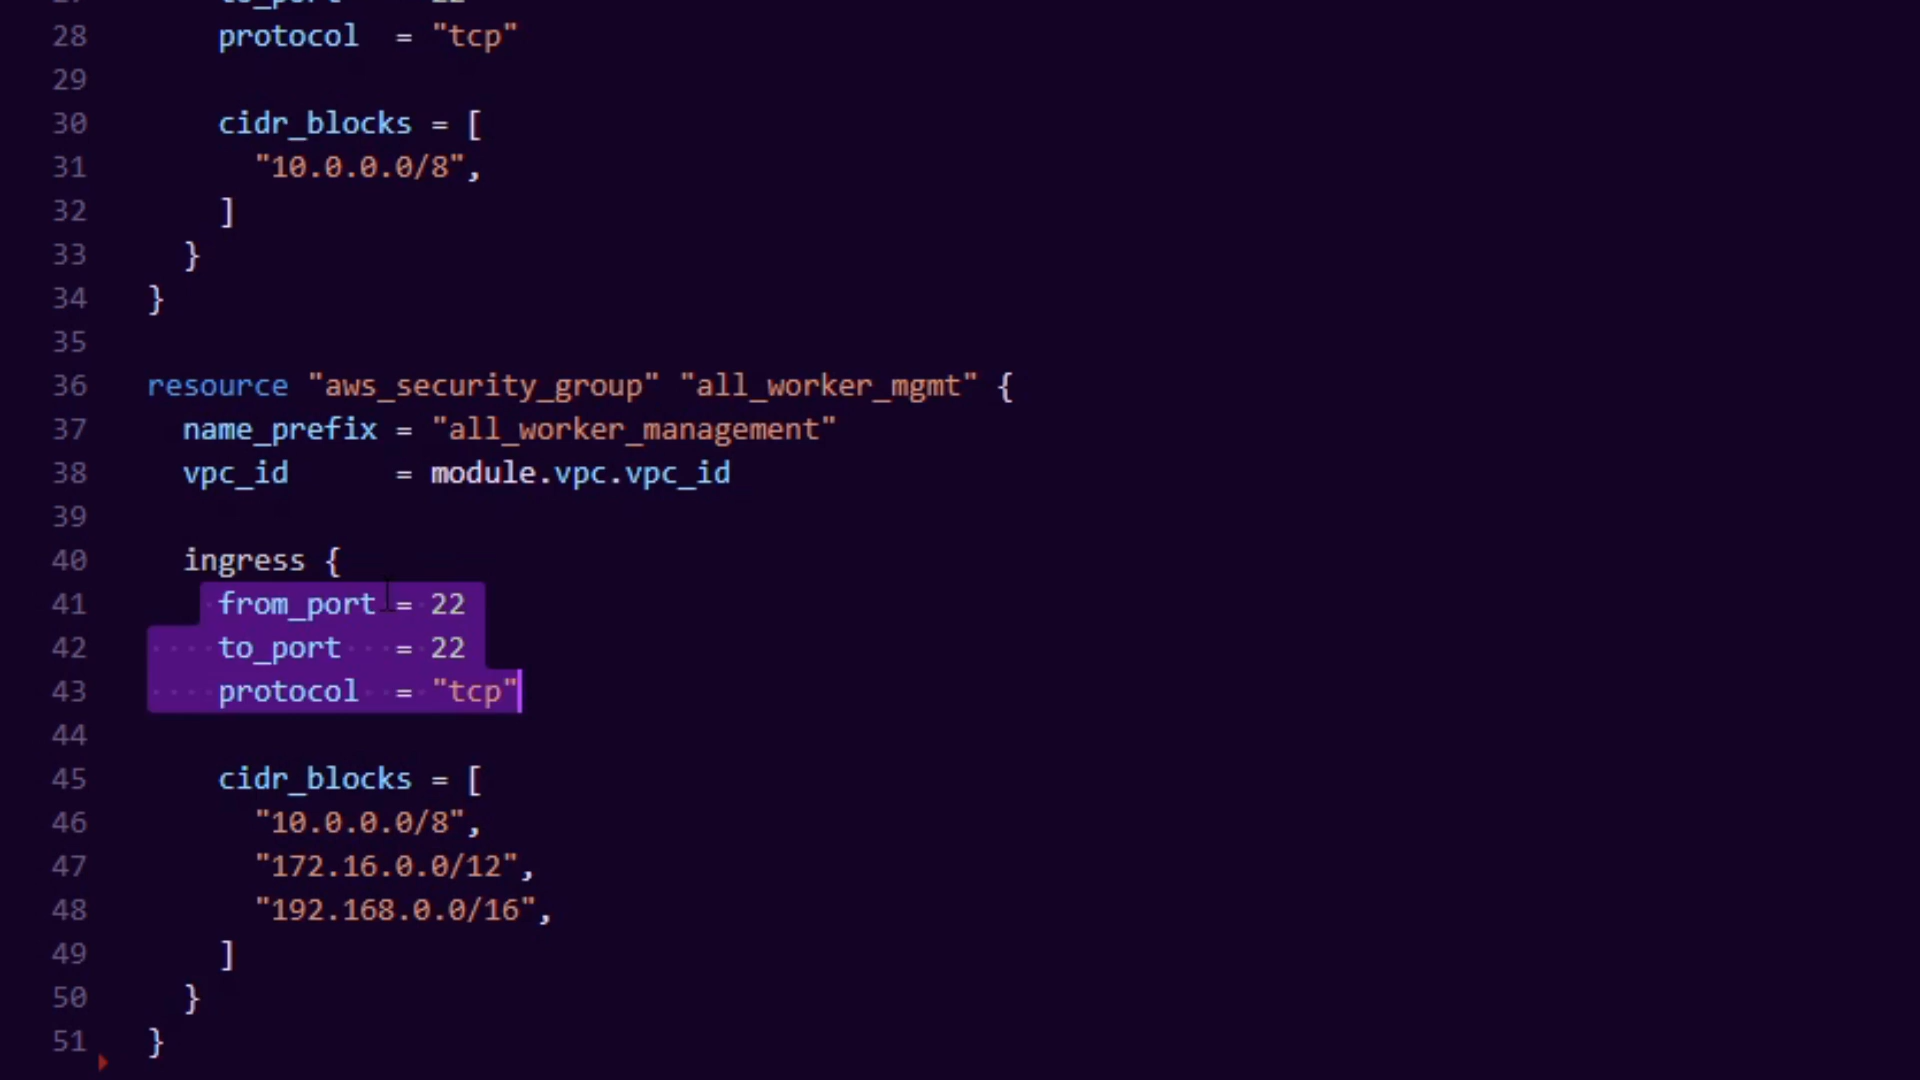 28 protocol = "tcp"
29
30 cidr_blocks = [
31 "10.0.0.0/8",
32 ]
33 }
34 }
35
36 resource "aws_security_group" "all_worker_mgmt" {
37 name_prefix = "all_worker_management"
38 vpc_id = module.vpc.vpc_id
39
40 ingress {
41 from_port = 22
42 to_port = 22
43 protocol = "tcp"
44
45 cidr_blocks = [
46 "10.0.0.0/8",
47 "172.16.0.0/12",
48 "192.168.0.0/16",
49 ]
50 }
51 }